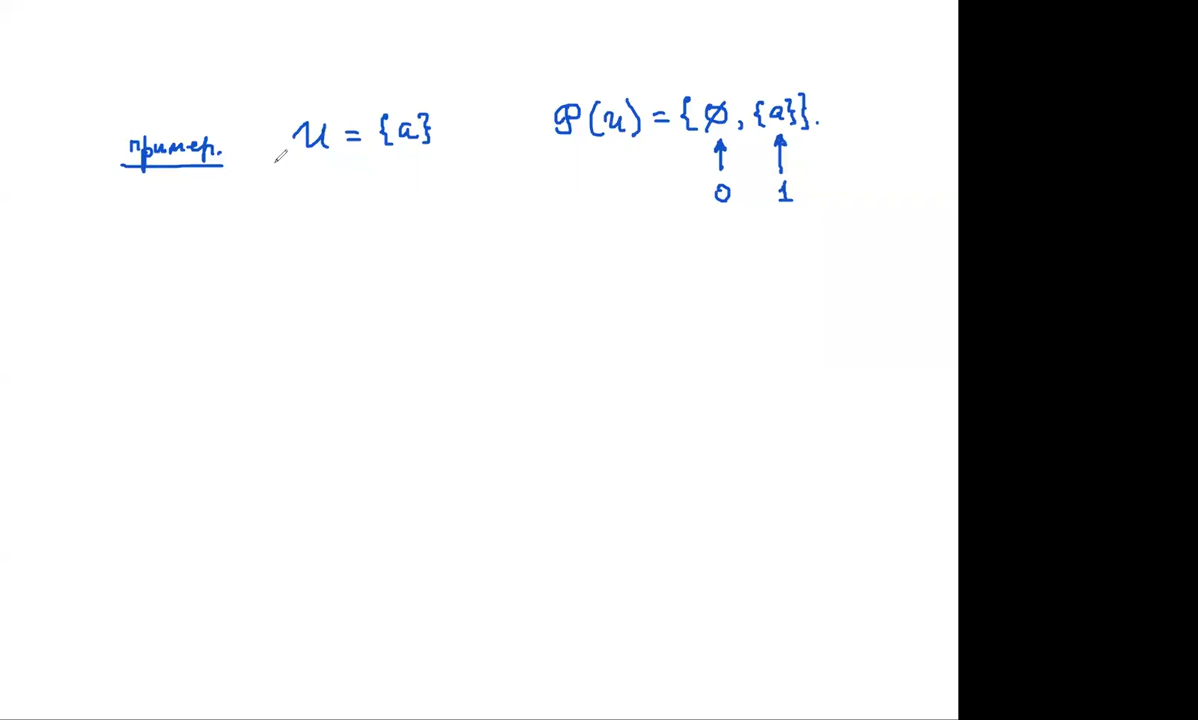 пример. U = {a} P(U) = {∅, {a}}.
↑ ↑
0 1